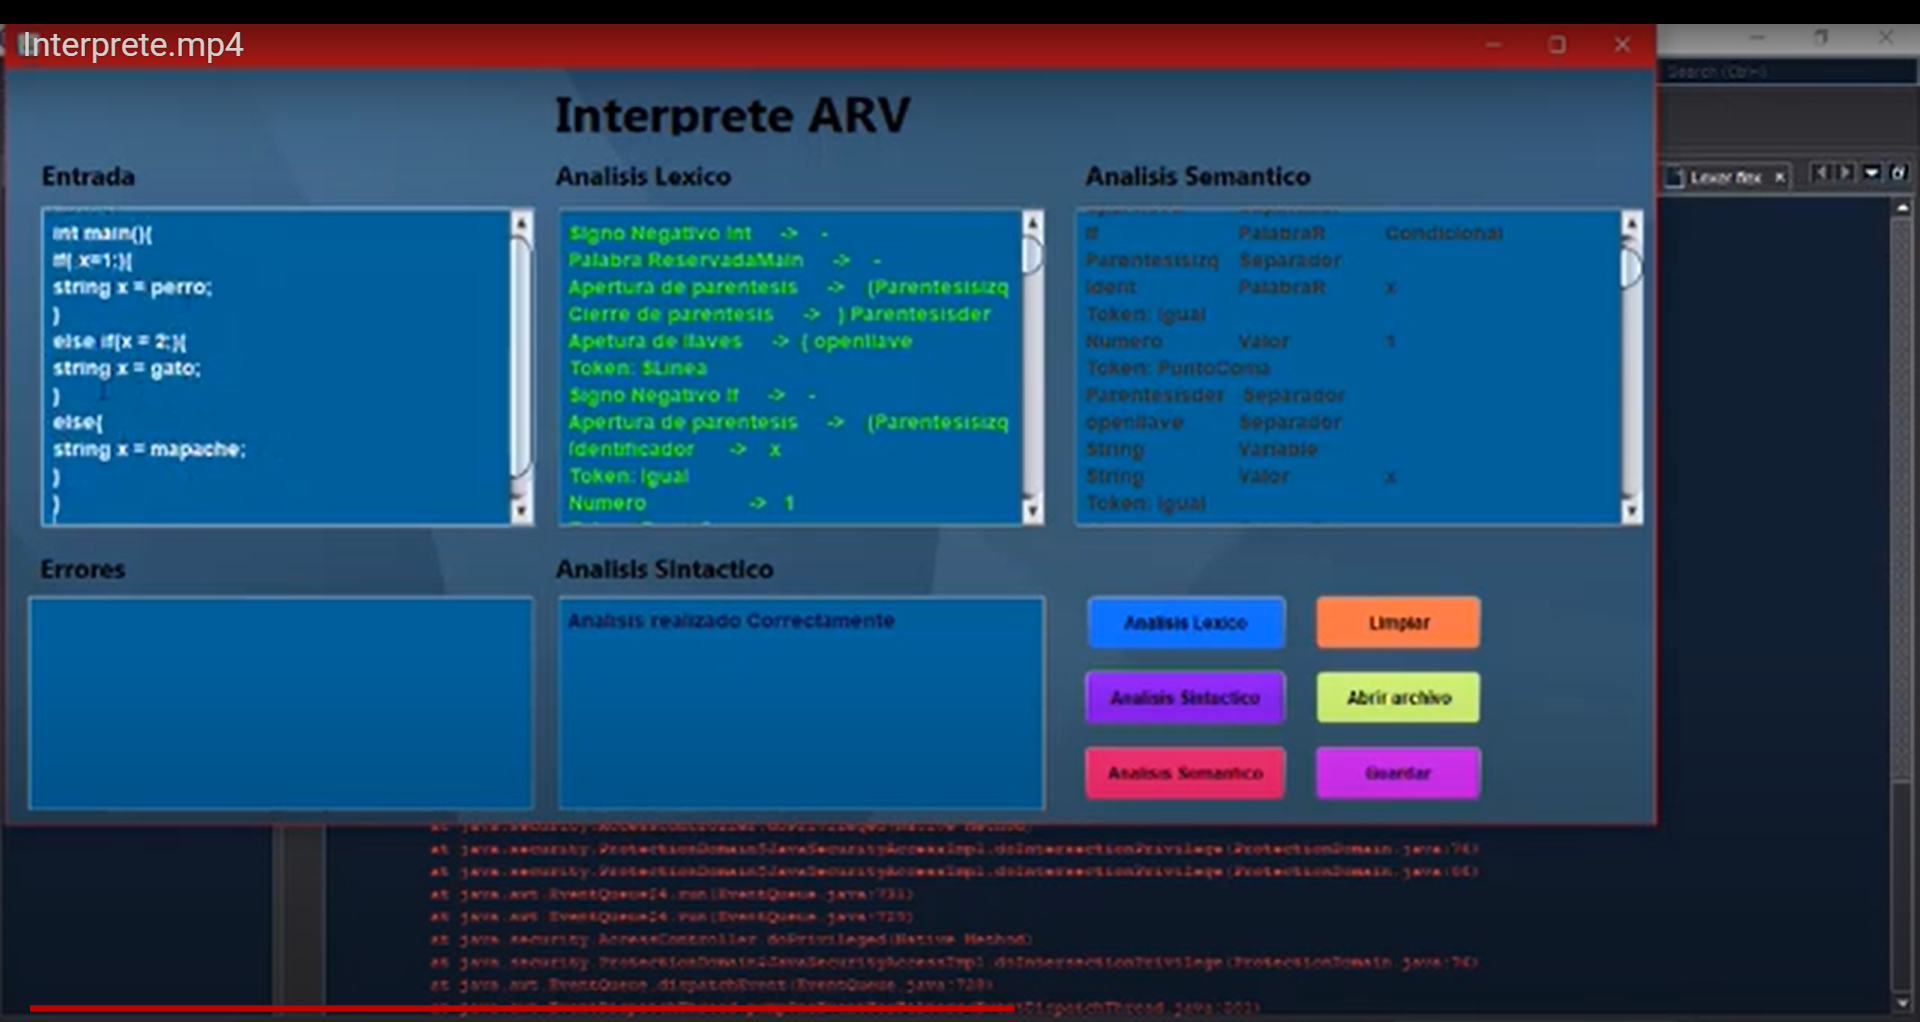 Interprete.mp4
Search (Ctrl+I)
Interprete ARV
Entrada
int main(){
if( x=1;){
string x = perro;
}
else if(x = 2;){
string x = gato;
}
else{
string x = mapache;
}
}
Analisis Lexico
Signo Negativo Int -> -
Palabra ReservadaMain -> -
Apertura de parentesis -> (Parentesisizq
Cierre de parentesis -> ) Parentesisder
Apetura de llaves -> { openllave
Token: $Linea
Signo Negativo If -> -
Apertura de parentesis -> (Parentesisizq
Identificador -> x
Token: Igual
Numero -> 1
Analisis Semantico
If PalabraR Condicional
Parentesisizq Separador
Ident PalabraR x
Token: Igual
Numero Valor 1
Token: PuntoComa
Parentesisder Separador
openllave Separador
String Variable
String Valor x
Token: Igual
Lexer.flex
Errores
Analisis Sintactico
Analisis realizado Correctamente
Analisis Lexico
Limpiar
Analisis Sintactico
Abrir archivo
Analisis Semantico
Guardar
at java.security.AccessController.doPrivileged(Native Method)
at java.security.ProtectionDomain$JavaSecurityAccessImpl.doIntersectionPrivilege(ProtectionDomain.java:74)
at java.security.ProtectionDomain$JavaSecurityAccessImpl.doIntersectionPrivilege(ProtectionDomain.java:84)
at java.awt.EventQueue$4.run(EventQueue.java:731)
at java.awt.EventQueue$4.run(EventQueue.java:729)
at java.security.AccessController.doPrivileged(Native Method)
at java.security.ProtectionDomain$JavaSecurityAccessImpl.doIntersectionPrivilege(ProtectionDomain.java:74)
at java.awt.EventQueue.dispatchEvent(EventQueue.java:728)